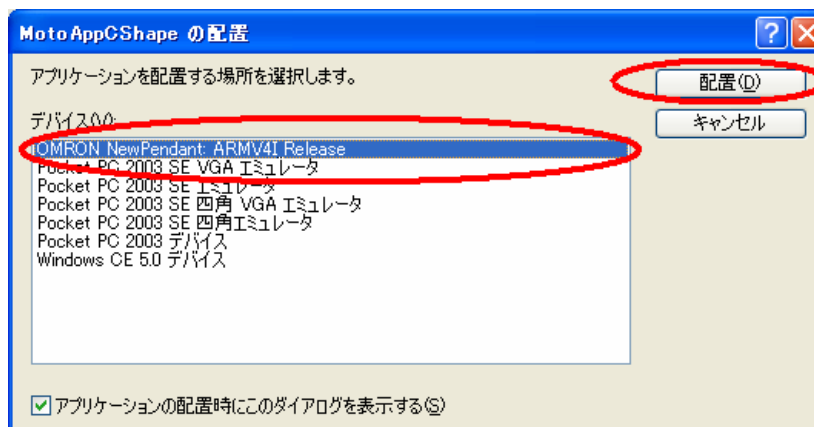 MotoAppCShape の配置
アプリケーションを配置する場所を選択します。
配置(D)
デバイス(V):
キャンセル
OMRON NewPendant: ARMV4I Release
Pocket PC 2003 SE VGA エミュレータ
Pocket PC 2003 SE エミュレータ
Pocket PC 2003 SE 四角 VGA エミュレータ
Pocket PC 2003 SE 四角エミュレータ
Pocket PC 2003 デバイス
Windows CE 5.0 デバイス
アプリケーションの配置時にこのダイアログを表示する(S)